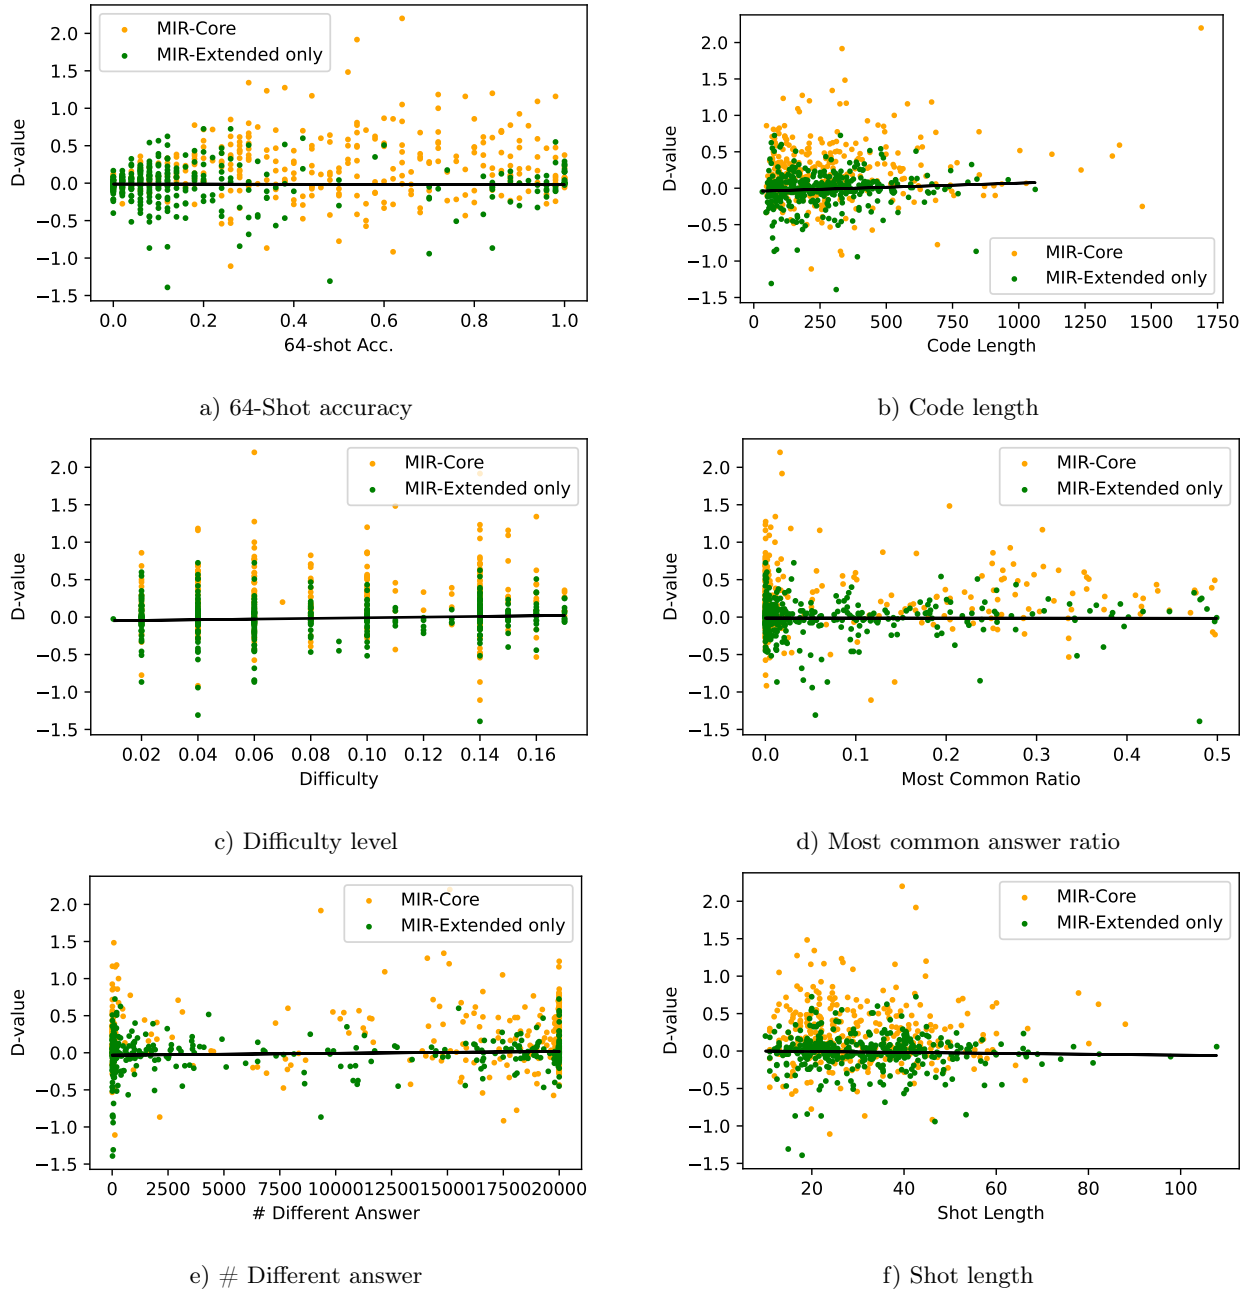 MIR-Core
MIR-Extended only
2.0
1.5
1.0
0.5
0.0
−0.5
−1.0
−1.5
D-value
0.0 0.2 0.4 0.6 0.8 1.0
64-shot Acc.
a) 64-Shot accuracy
2.0
1.5
1.0
0.5
0.0
−0.5
−1.0
−1.5
D-value
MIR-Core
MIR-Extended only
0 250 500 750 1000 1250 1500 1750
Code Length
b) Code length
MIR-Core
MIR-Extended only
2.0
1.5
1.0
0.5
0.0
−0.5
−1.0
−1.5
D-value
0.02 0.04 0.06 0.08 0.10 0.12 0.14 0.16
Difficulty
c) Difficulty level
MIR-Core
MIR-Extended only
2.0
1.5
1.0
0.5
0.0
−0.5
−1.0
−1.5
D-value
0.0 0.1 0.2 0.3 0.4 0.5
Most Common Ratio
d) Most common answer ratio
MIR-Core
MIR-Extended only
2.0
1.5
1.0
0.5
0.0
−0.5
−1.0
−1.5
D-value
0 2500 5000 7500 10000 12500 15000 17500 20000
# Different Answer
e) # Different answer
MIR-Core
MIR-Extended only
2.0
1.5
1.0
0.5
0.0
−0.5
−1.0
−1.5
D-value
20 40 60 80 100
Shot Length
f) Shot length